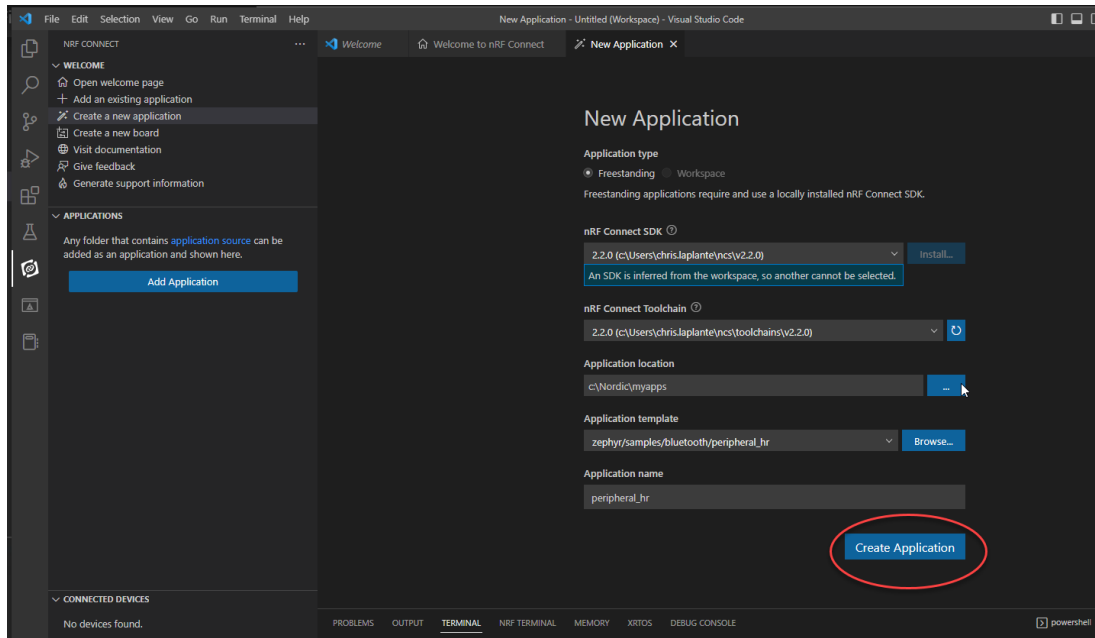 File Edit Selection View Go Run Terminal Help
New Application - Untitled (Workspace) - Visual Studio Code
NRF CONNECT
Welcome
Welcome to nRF Connect
New Application
WELCOME
Open welcome page
Add an existing application
Create a new application
Create a new board
Visit documentation
Give feedback
Generate support information
APPLICATIONS
Any folder that contains application source can be
added as an application and shown here.
Add Application
CONNECTED DEVICES
No devices found.
New Application
Application type
Freestanding Workspace
Freestanding applications require and use a locally installed nRF Connect SDK.
nRF Connect SDK
2.2.0 (c:\Users\chris.laplante\ncs\v2.2.0) Install...
An SDK is inferred from the workspace, so another cannot be selected.
nRF Connect Toolchain
2.2.0 (c:\Users\chris.laplante\ncs\toolchains\v2.2.0)
Application location
c:\Nordic\myapps ...
Application template
zephyr/samples/bluetooth/peripheral_hr Browse...
Application name
peripheral_hr
Create Application
PROBLEMS OUTPUT TERMINAL NRF TERMINAL MEMORY XRTOS DEBUG CONSOLE
powershell